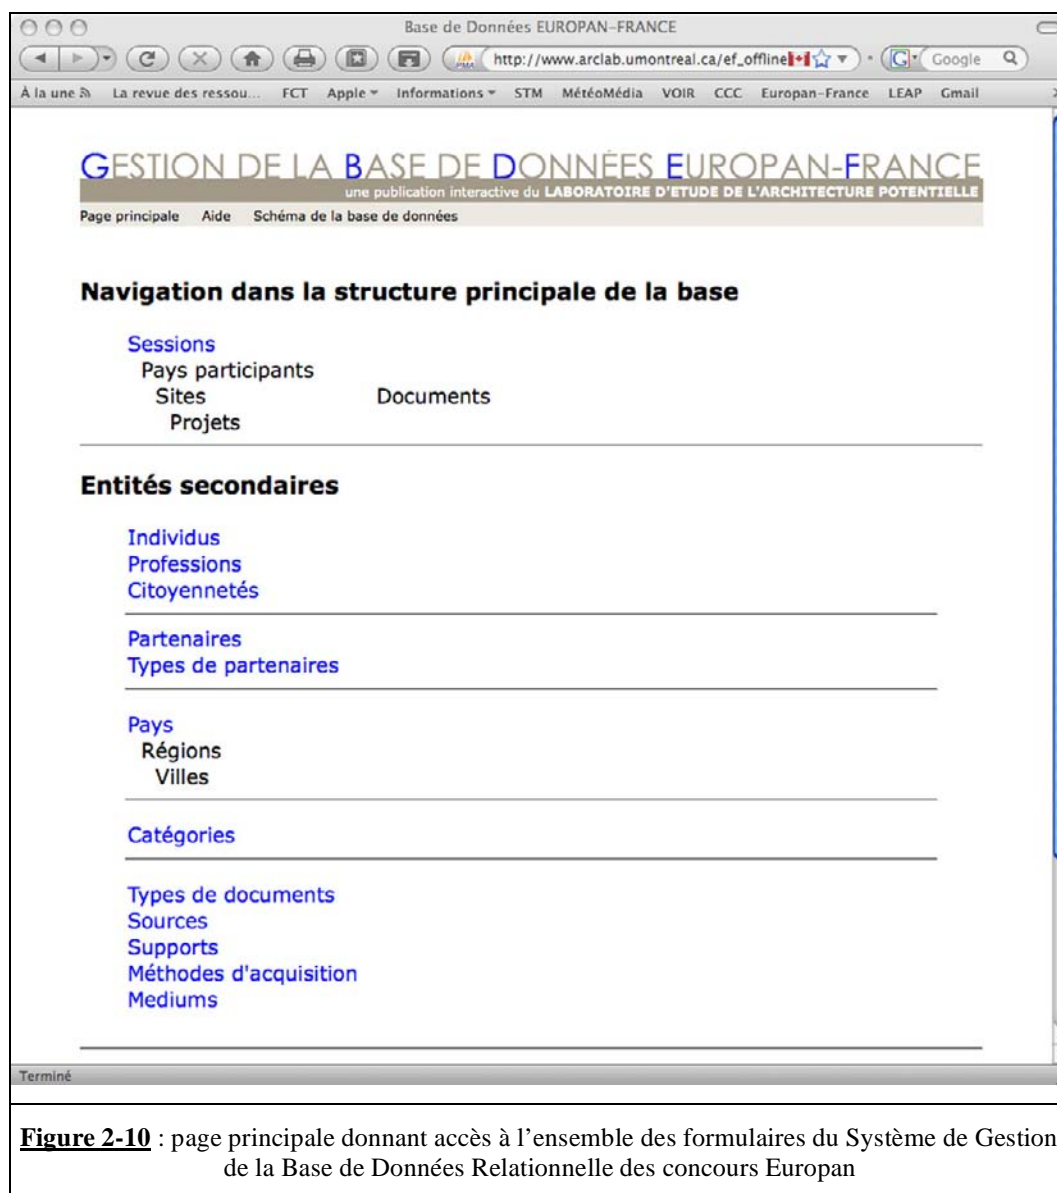 Base de Données EUROPAN-FRANCE
http://www.arclab.umontreal.ca/ef_offline
Google
À la une La revue des ressou... FCT Apple Informations STM MétéoMédia VOIR CCC Europan-France LEAP Gmail
GESTION DE LA BASE DE DONNÉES EUROPAN-FRANCE
une publication interactive du LABORATOIRE D'ETUDE DE L'ARCHITECTURE POTENTIELLE
Page principale Aide Schéma de la base de données
Navigation dans la structure principale de la base
Sessions
Pays participants
Sites Documents
Projets
Entités secondaires
Individus
Professions
Citoyennetés
Partenaires
Types de partenaires
Pays
Régions
Villes
Catégories
Types de documents
Sources
Supports
Méthodes d'acquisition
Mediums
Terminé
Figure 2-10 : page principale donnant accès à l’ensemble des formulaires du Système de Gestion
de la Base de Données Relationnelle des concours Europan